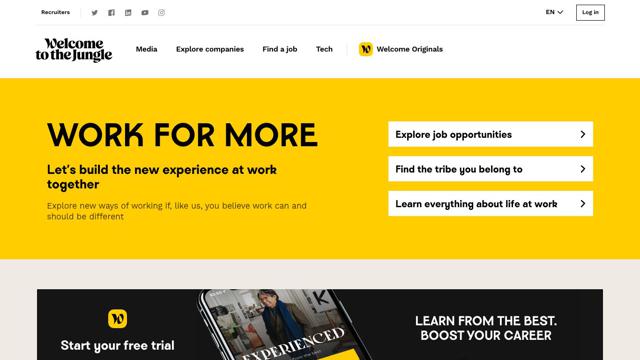 Recruiters
EN
Log in
Welcome
to the Jungle
Media
Explore companies
Find a job
Tech
W
Welcome Originals
WORK FOR MORE
Let's build the new experience at work
together
Explore new ways of working if, like us, you believe work can and
should be different
Explore job opportunities
Find the tribe you belong to
Learn everything about life at work
W
Start your free trial
K
EXPERIENCED
LEARN FROM THE BEST.
BOOST YOUR CAREER